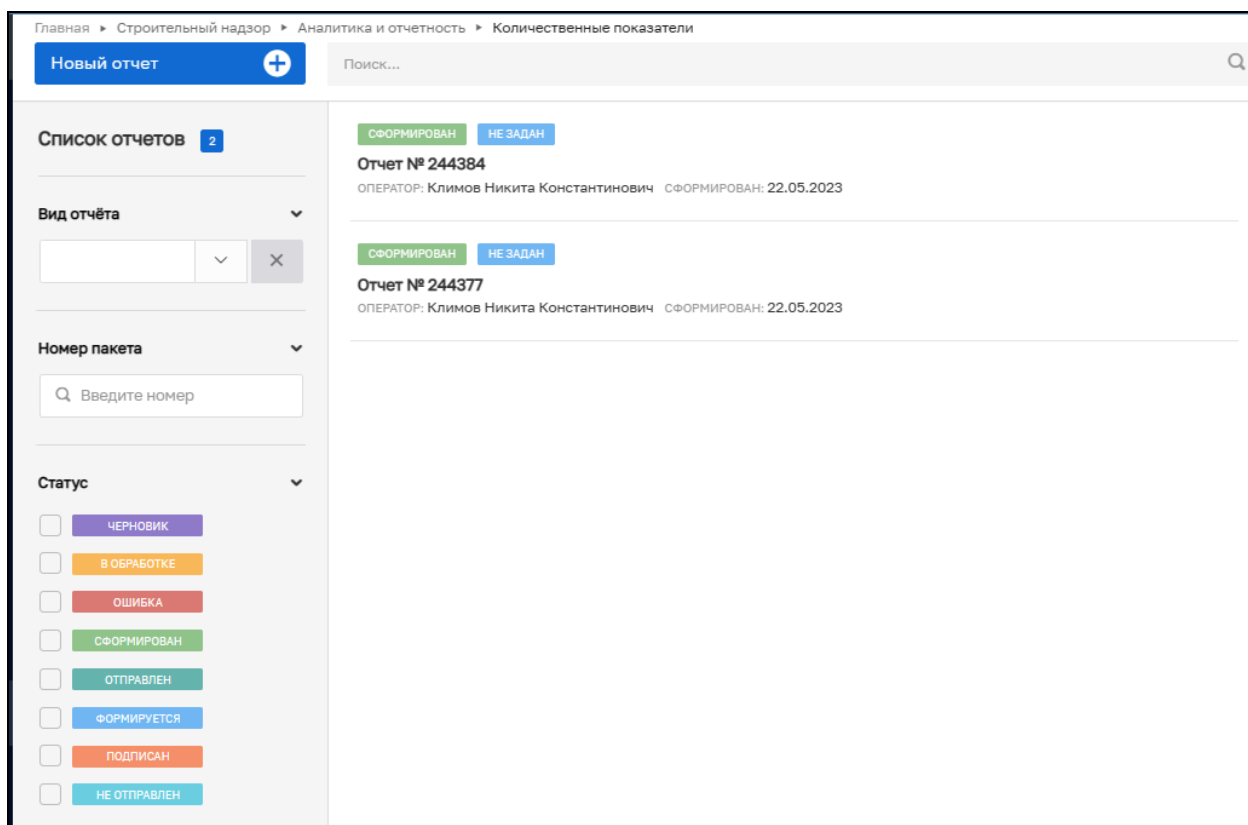 Главная ▸ Строительный надзор ▸ Аналитика и отчетность ▸ Количественные показатели
Новый отчет
Поиск...
Список отчетов 2
Вид отчёта
Номер пакета
Введите номер
Статус
ЧЕРНОВИК
В ОБРАБОТКЕ
ОШИБКА
СФОРМИРОВАН
ОТПРАВЛЕН
ФОРМИРУЕТСЯ
ПОДПИСАН
НЕ ОТПРАВЛЕН
СФОРМИРОВАН НЕ ЗАДАН
Отчет № 244384
ОПЕРАТОР: Климов Никита Константинович СФОРМИРОВАН: 22.05.2023
СФОРМИРОВАН НЕ ЗАДАН
Отчет № 244377
ОПЕРАТОР: Климов Никита Константинович СФОРМИРОВАН: 22.05.2023